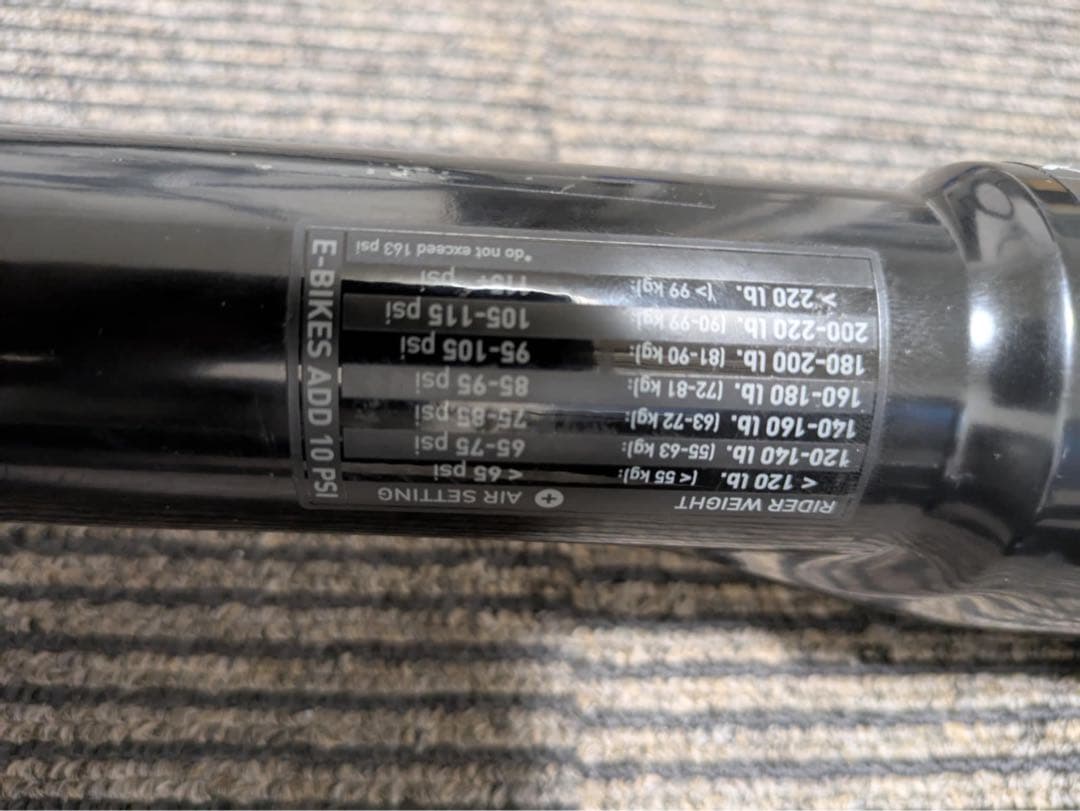 RIDER WEIGHT + AIR SETTING
< 120 lb. (< 55 kg): < 65 psi
120-140 lb. (55-63 kg): 65-75 psi
140-160 lb. (63-72 kg): 75-85 psi
160-180 lb. (72-81 kg): 85-95 psi
180-200 lb. (81-90 kg): 95-105 psi
200-220 lb. (90-99 kg): 105-115 psi
> 220 lb. (> 99 kg): 115+ psi
*do not exceed 163 psi
E-BIKES ADD 10 PSI